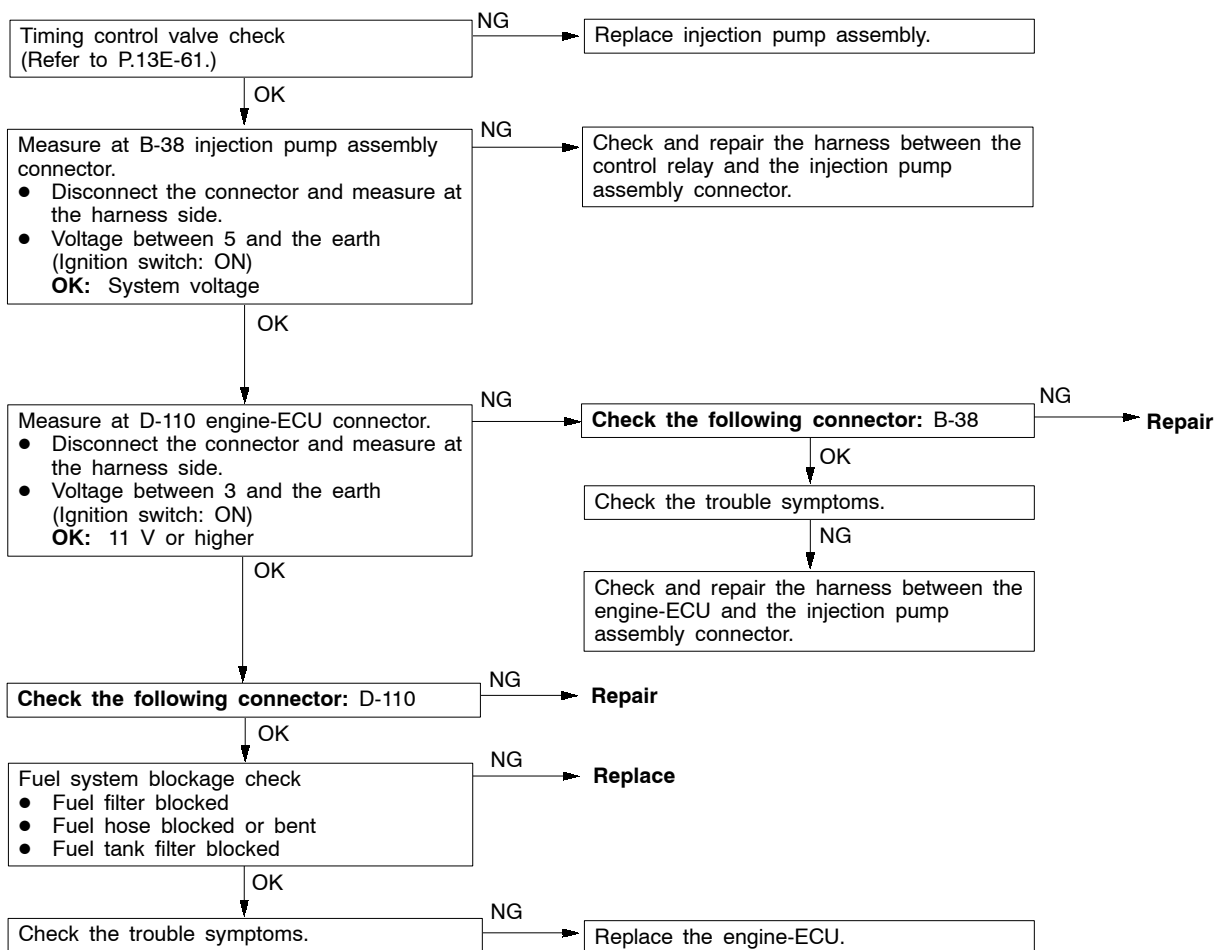 Timing control valve check
(Refer to P.13E-61.)
NG
Replace injection pump assembly.
OK
Measure at B-38 injection pump assembly
connector.
● Disconnect the connector and measure at
the harness side.
● Voltage between 5 and the earth
(Ignition switch: ON)
OK: System voltage
NG
Check and repair the harness between the
control relay and the injection pump
assembly connector.
OK
Measure at D-110 engine-ECU connector.
● Disconnect the connector and measure at
the harness side.
● Voltage between 3 and the earth
(Ignition switch: ON)
OK: 11 V or higher
NG
Check the following connector: B-38
NG
Repair
OK
Check the trouble symptoms.
NG
Check and repair the harness between the
engine-ECU and the injection pump
assembly connector.
OK
Check the following connector: D-110
NG
Repair
OK
Fuel system blockage check
● Fuel filter blocked
● Fuel hose blocked or bent
● Fuel tank filter blocked
NG
Replace
OK
Check the trouble symptoms.
NG
Replace the engine-ECU.